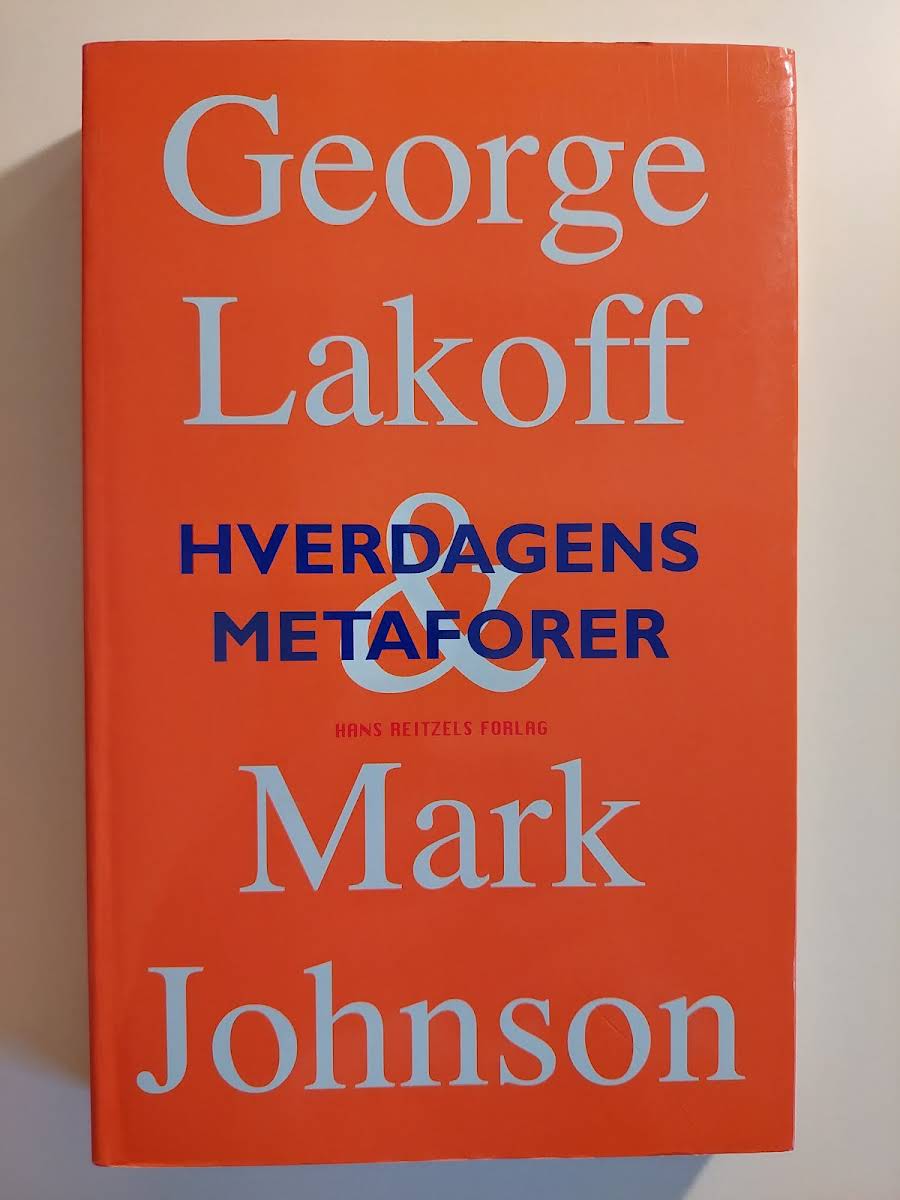 George
Lakoff
&
HVERDAGENS
METAFORER
HANS REITZELS FORLAG
Mark
Johnson